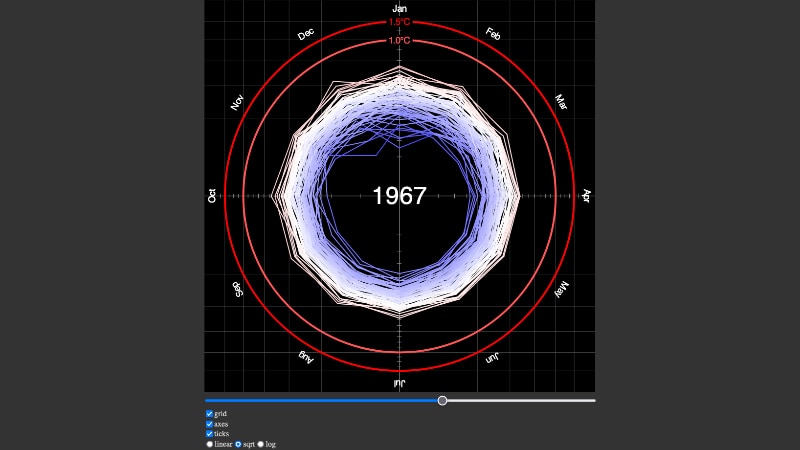 Jan
1.5°C
1.0°C
Dec
Feb
Nov
Mar
Oct
1967
Apr
Sep
May
Aug
Jun
Jul
grid
axes
ticks
linear sqrt log